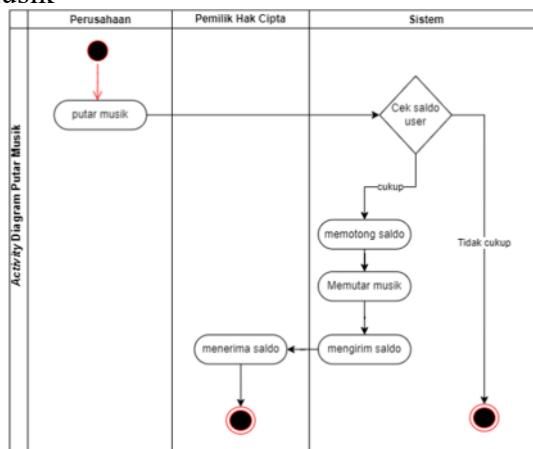 usik
Perusahaan
Pemilik Hak Cipta
Sistem
Activity Diagram Putar Musik
putar musik
Cek saldo
user
cukup
memotong saldo
Tidak cukup
Memutar musik
menerima saldo
mengirim saldo